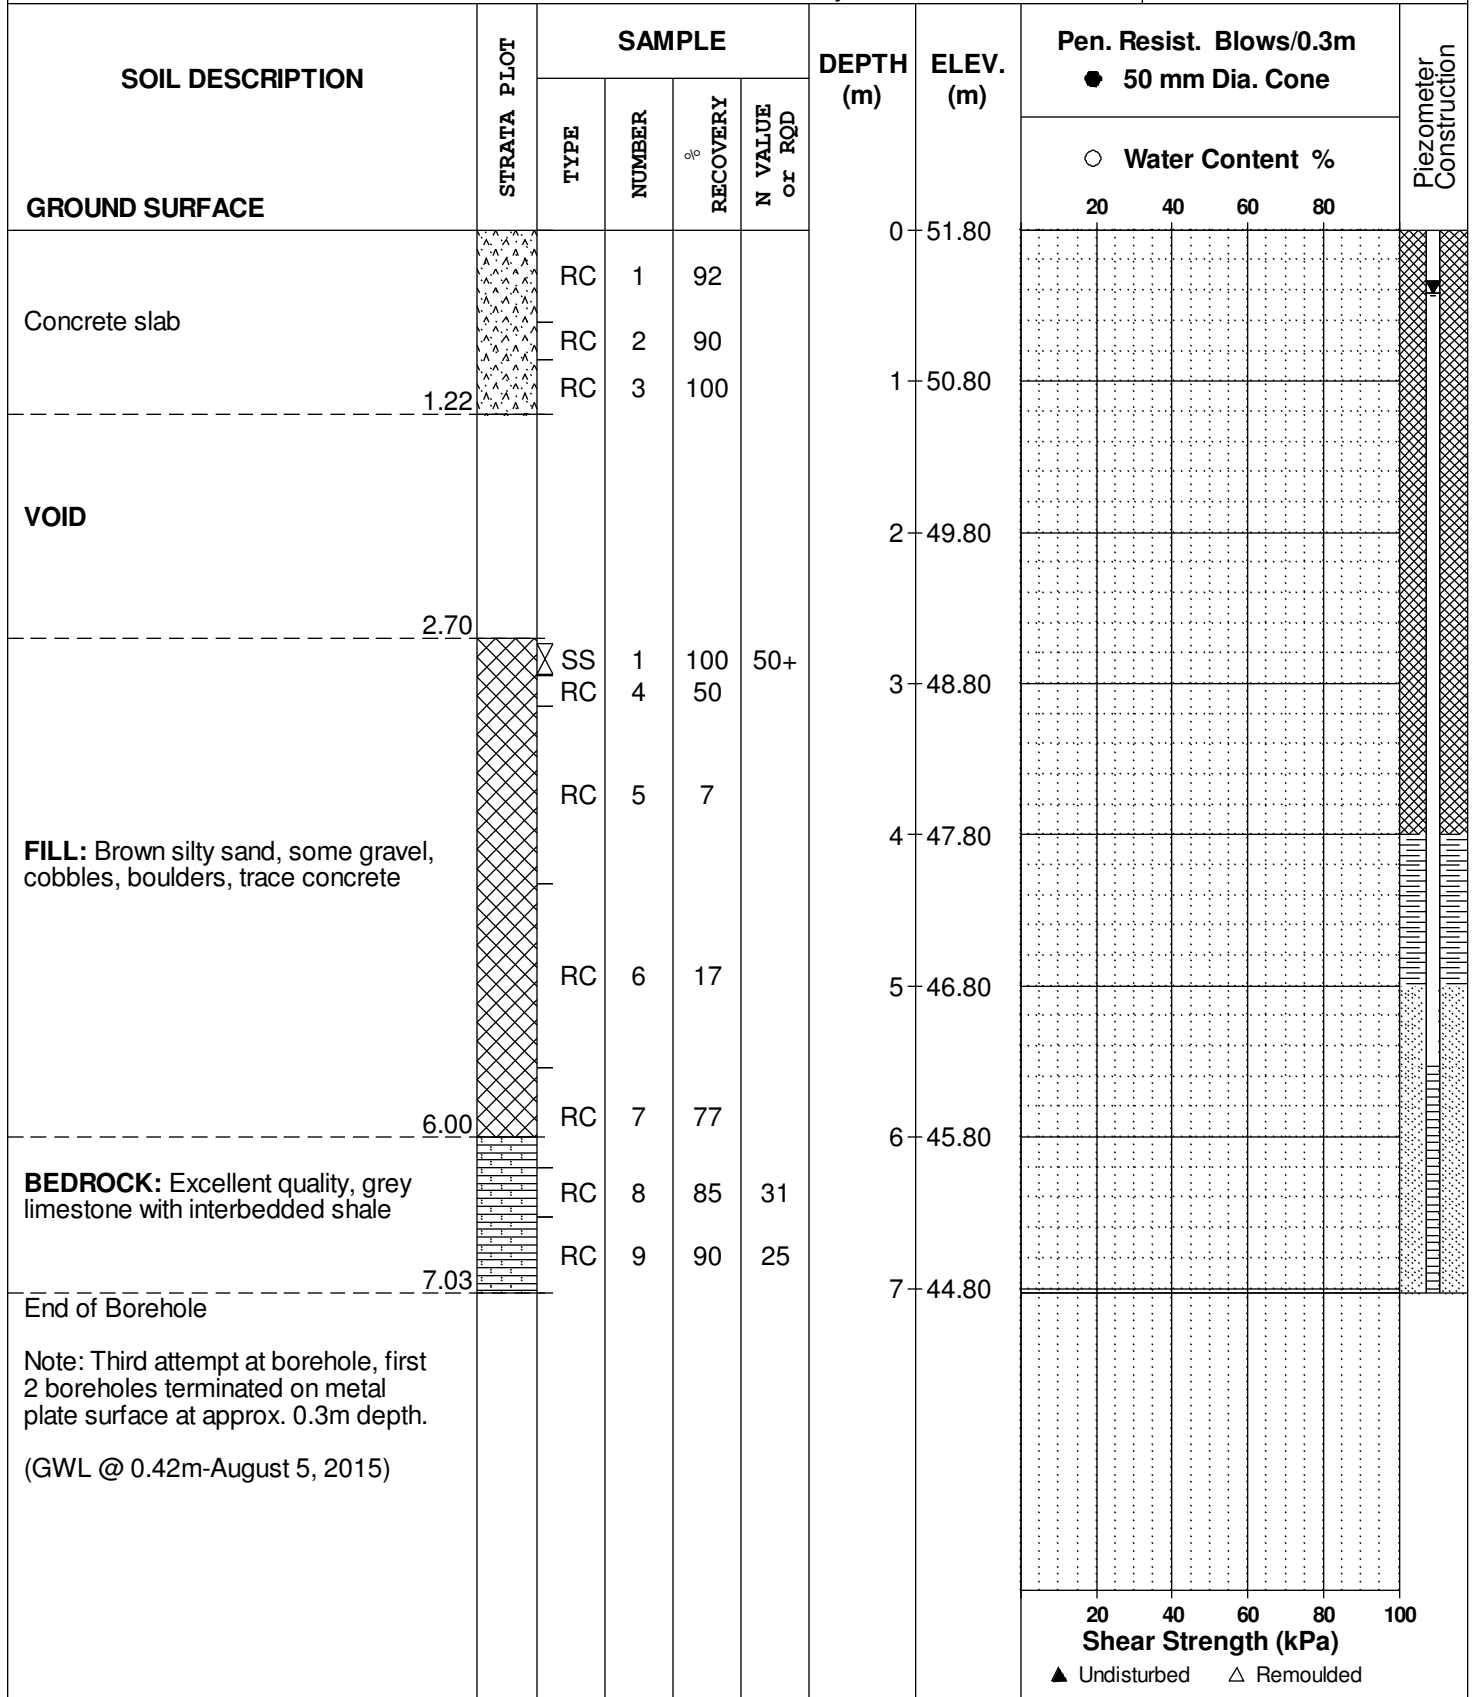 SOIL DESCRIPTION
GROUND SURFACE
STRATA PLOT
SAMPLE
TYPE
NUMBER
%
RECOVERY
N VALUE
or RQD
DEPTH
(m)
ELEV.
(m)
Pen. Resist. Blows/0.3m
● 50 mm Dia. Cone
○ Water Content %
20 40 60 80
Piezometer
Construction
0 51.80
RC 1 92
Concrete slab
RC 2 90
1 50.80
RC 3 100
1.22
VOID
2 49.80
2.70
SS 1 100 50+
3 48.80
RC 4 50
RC 5 7
4 47.80
FILL: Brown silty sand, some gravel,
cobbles, boulders, trace concrete
RC 6 17
5 46.80
RC 7 77
6.00
6 45.80
BEDROCK: Excellent quality, grey
limestone with interbedded shale
RC 8 85 31
RC 9 90 25
7.03
7 44.80
End of Borehole
Note: Third attempt at borehole, first
2 boreholes terminated on metal
plate surface at approx. 0.3m depth.
(GWL @ 0.42m-August 5, 2015)
20 40 60 80 100
Shear Strength (kPa)
▲ Undisturbed △ Remoulded